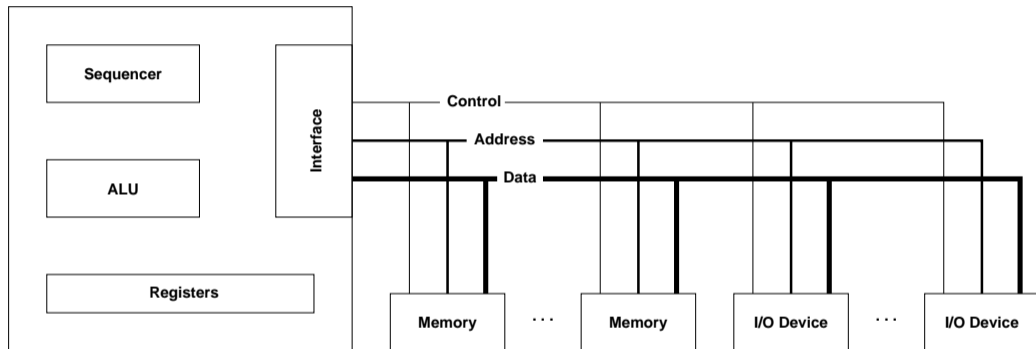 Sequencer
Interface
Control
Address
ALU
Data
Registers
Memory
...
Memory
I/O Device
...
I/O Device